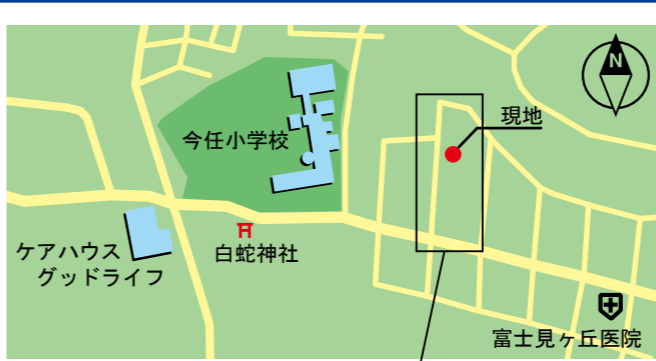 N
現地
今任小学校
白蛇神社
ケアハウス
グッドライフ
富士見ヶ丘医院